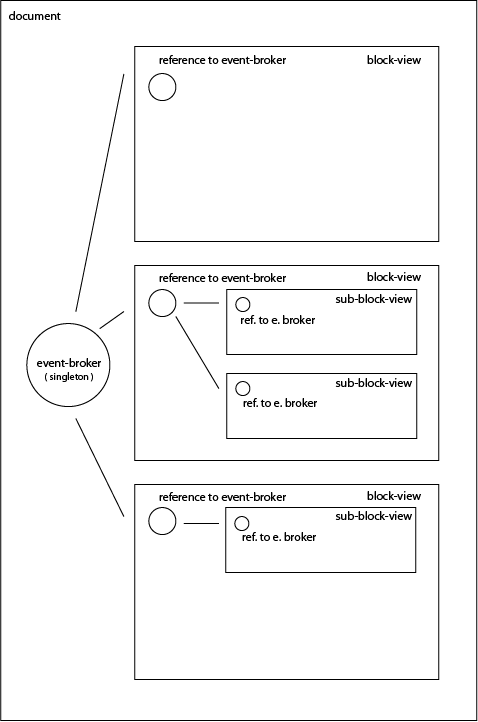 document
reference to event-broker
block-view
reference to event-broker
block-view
sub-block-view
ref. to e. broker
event-broker
( singleton )
sub-block-view
ref. to e. broker
reference to event-broker
block-view
sub-block-view
ref. to e. broker